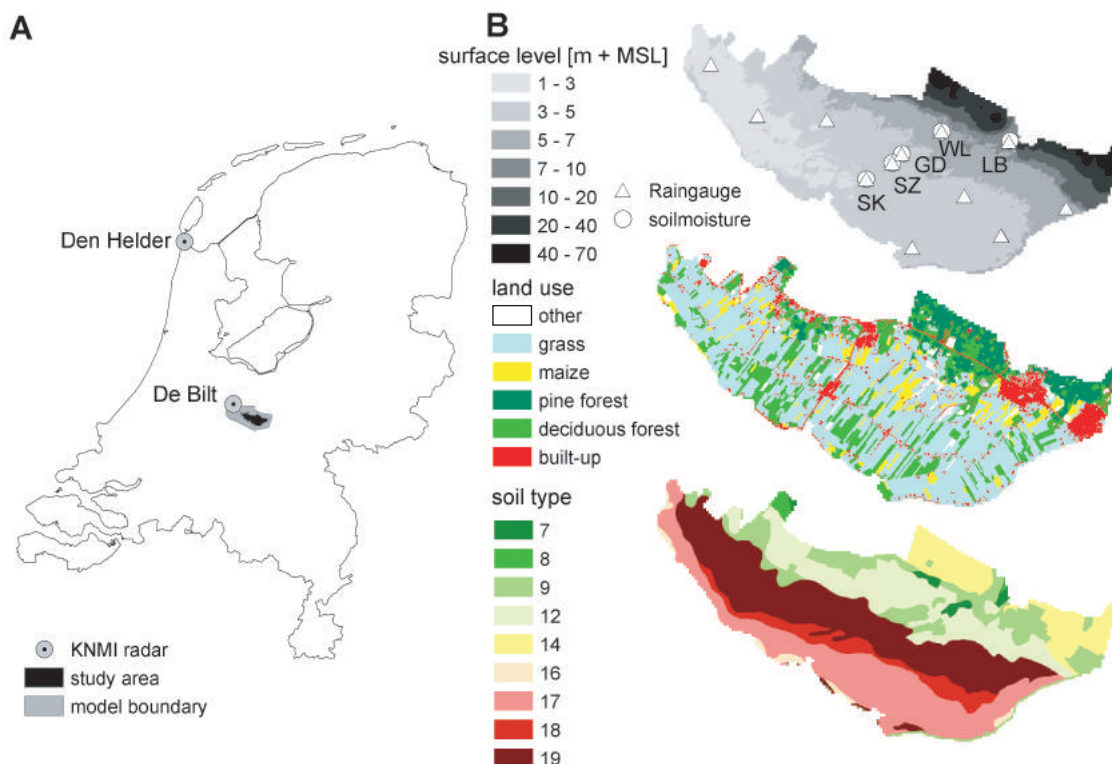 A
Den Helder
De Bilt
KNMI radar
study area
model boundary
B
surface level [m + MSL]
1 - 3
3 - 5
5 - 7
7 - 10
10 - 20
20 - 40
40 - 70
Raingauge
soilmoisture
WL
LB
GD
SZ
SK
land use
other
grass
maize
pine forest
deciduous forest
built-up
soil type
7
8
9
12
14
16
17
18
19